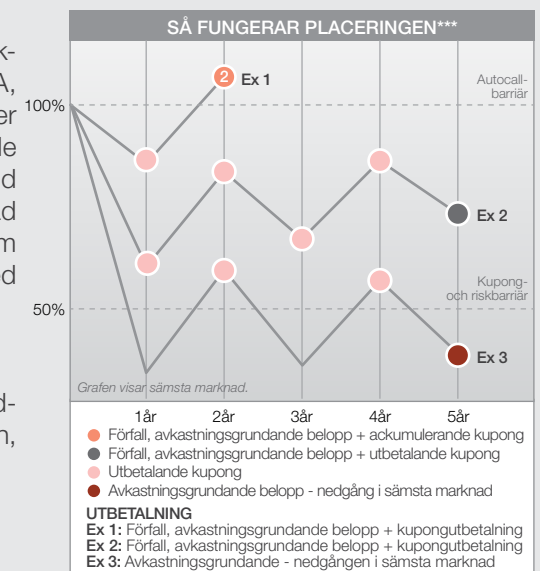 SÅ FUNGERAR PLACERINGEN***
k-
A,
er
le
d
d
m
ed
d-
n,
100%
50%
2
Ex 1
Autocall-
barriär
Ex 2
Kupong-
och riskbarriär
Ex 3
Grafen visar sämsta marknad.
1år 2år 3år 4år 5år
Förfall, avkastningsgrundande belopp + ackumulerande kupong
Förfall, avkastningsgrundande belopp + utbetalande kupong
Utbetalande kupong
Avkastningsgrundande belopp - nedgång i sämsta marknad
UTBETALNING
Ex 1: Förfall, avkastningsgrundande belopp + kupongutbetalning
Ex 2: Förfall, avkastningsgrundande belopp + kupongutbetalning
Ex 3: Avkastningsgrundande - nedgången i sämsta marknad